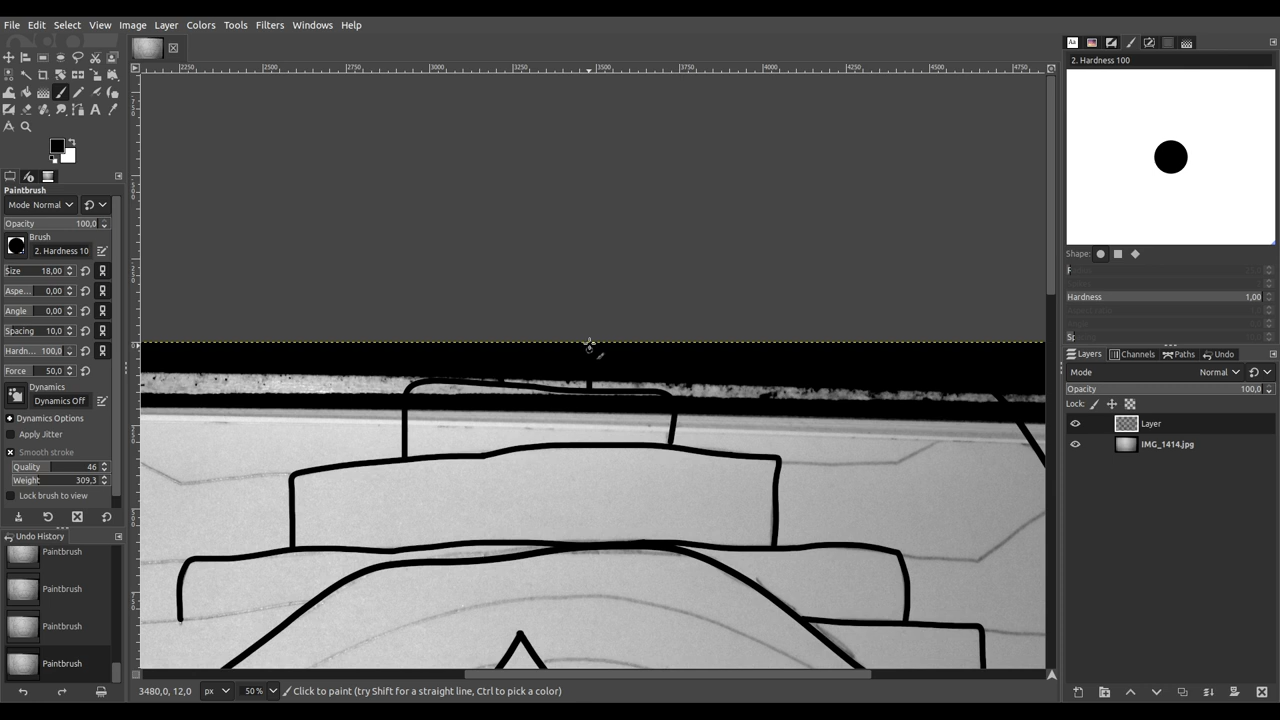 File Edit Select View Image Layer Colors Tools Filters Windows Help
2250 2500 2750 3000 3250 3500 3750 4000 4250 4500 4750
2. Hardness 100
Paintbrush
Mode Normal
Opacity 100,0
Brush
2. Hardness 10
Size 18,00
Aspe... 0,00
Angle 0,00
Spacing 10,0
Hardn... 100,0
Force 50,0
Dynamics
Dynamics Off
Dynamics Options
Apply Jitter
Smooth stroke
Quality 46
Weight 309,3
Lock brush to view
Undo History
Paintbrush
Paintbrush
Paintbrush
Paintbrush
3480,0, 12,0 px 50 % Click to paint (try Shift for a straight line, Ctrl to pick a color)
Shape:
Hardness 1,00
Layers Channels Paths Undo
Mode Normal
Opacity 100,0
Lock:
Layer
IMG_1414.jpg